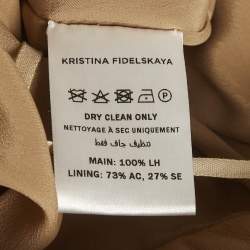 KRISTINA FIDELSKAYA
P
DRY CLEAN ONLY
NETTOYAGE À SEC UNIQUEMENT
تنظيف جاف فقط
MAIN: 100% LH
LINING: 73% AC, 27% SE